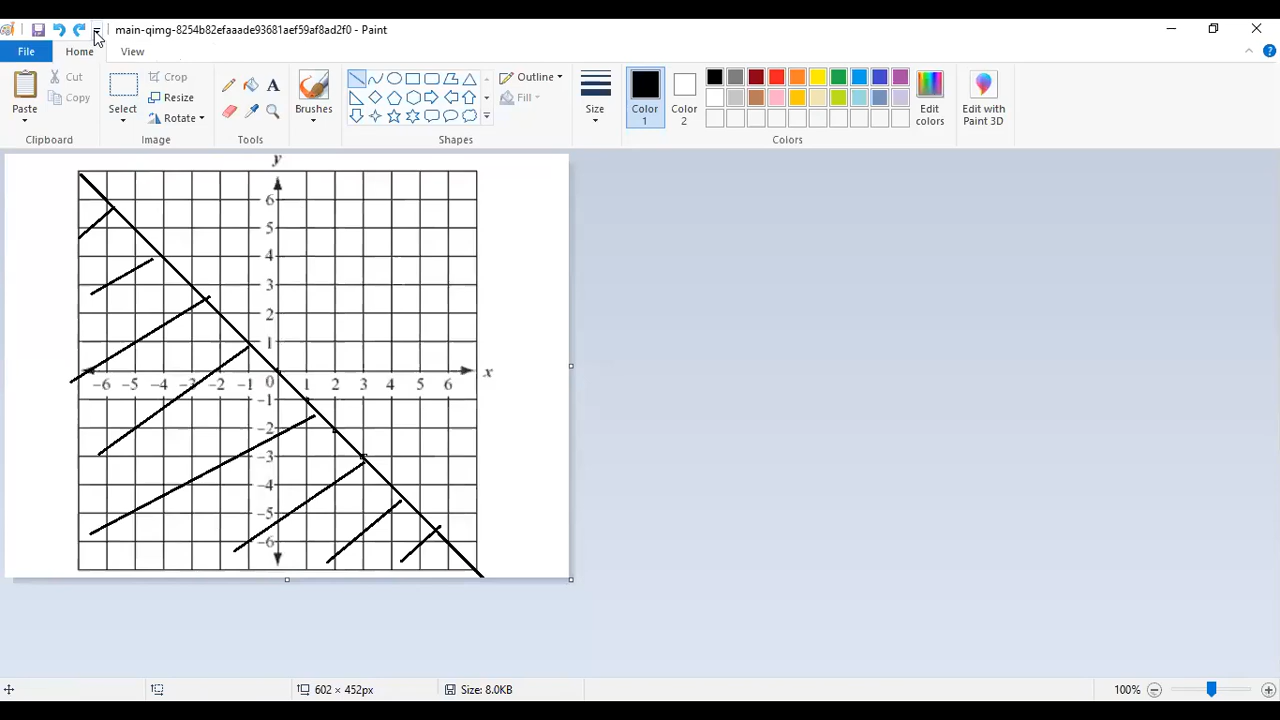 main-qimg-8254b82efaaade93681aef59af8ad2f0 - Paint
File Home View
Paste Cut Copy Clipboard
Select Crop Resize Rotate Image
Tools
Brushes
Outline Fill Shapes
Size
Color 1
Color 2
Edit colors
Colors
Edit with Paint 3D
y
6
5
4
3
2
1
-6 -5 -4 -3 -2 -1 0 1 2 3 4 5 6 x
-1
-2
-3
-4
-5
-6
602 × 452px Size: 8.0KB 100%